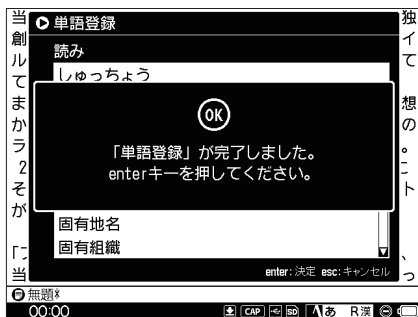 単語登録
読み
しゅっちょう
OK
「単語登録」が完了しました。
enterキーを押してください。
固有地名
固有組織
enter:決定 esc:キャンセル
当
創
ル
て
ま
か
ラ
2
そ
が
当
独
イ
て
想
の
。
ト
、
っ
無題
00:00
CAP
SD
あ
R漢